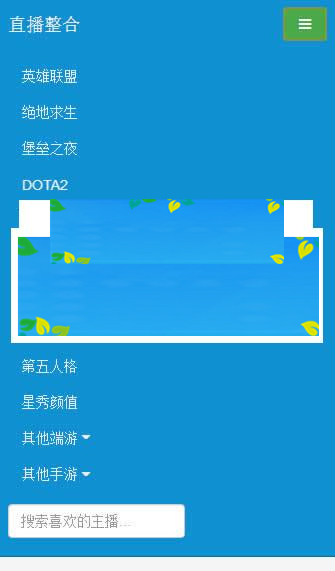 直播整合
英雄联盟
绝地求生
堡垒之夜
DOTA2
第五人格
星秀颜值
其他端游
其他手游
搜索喜欢的主播...